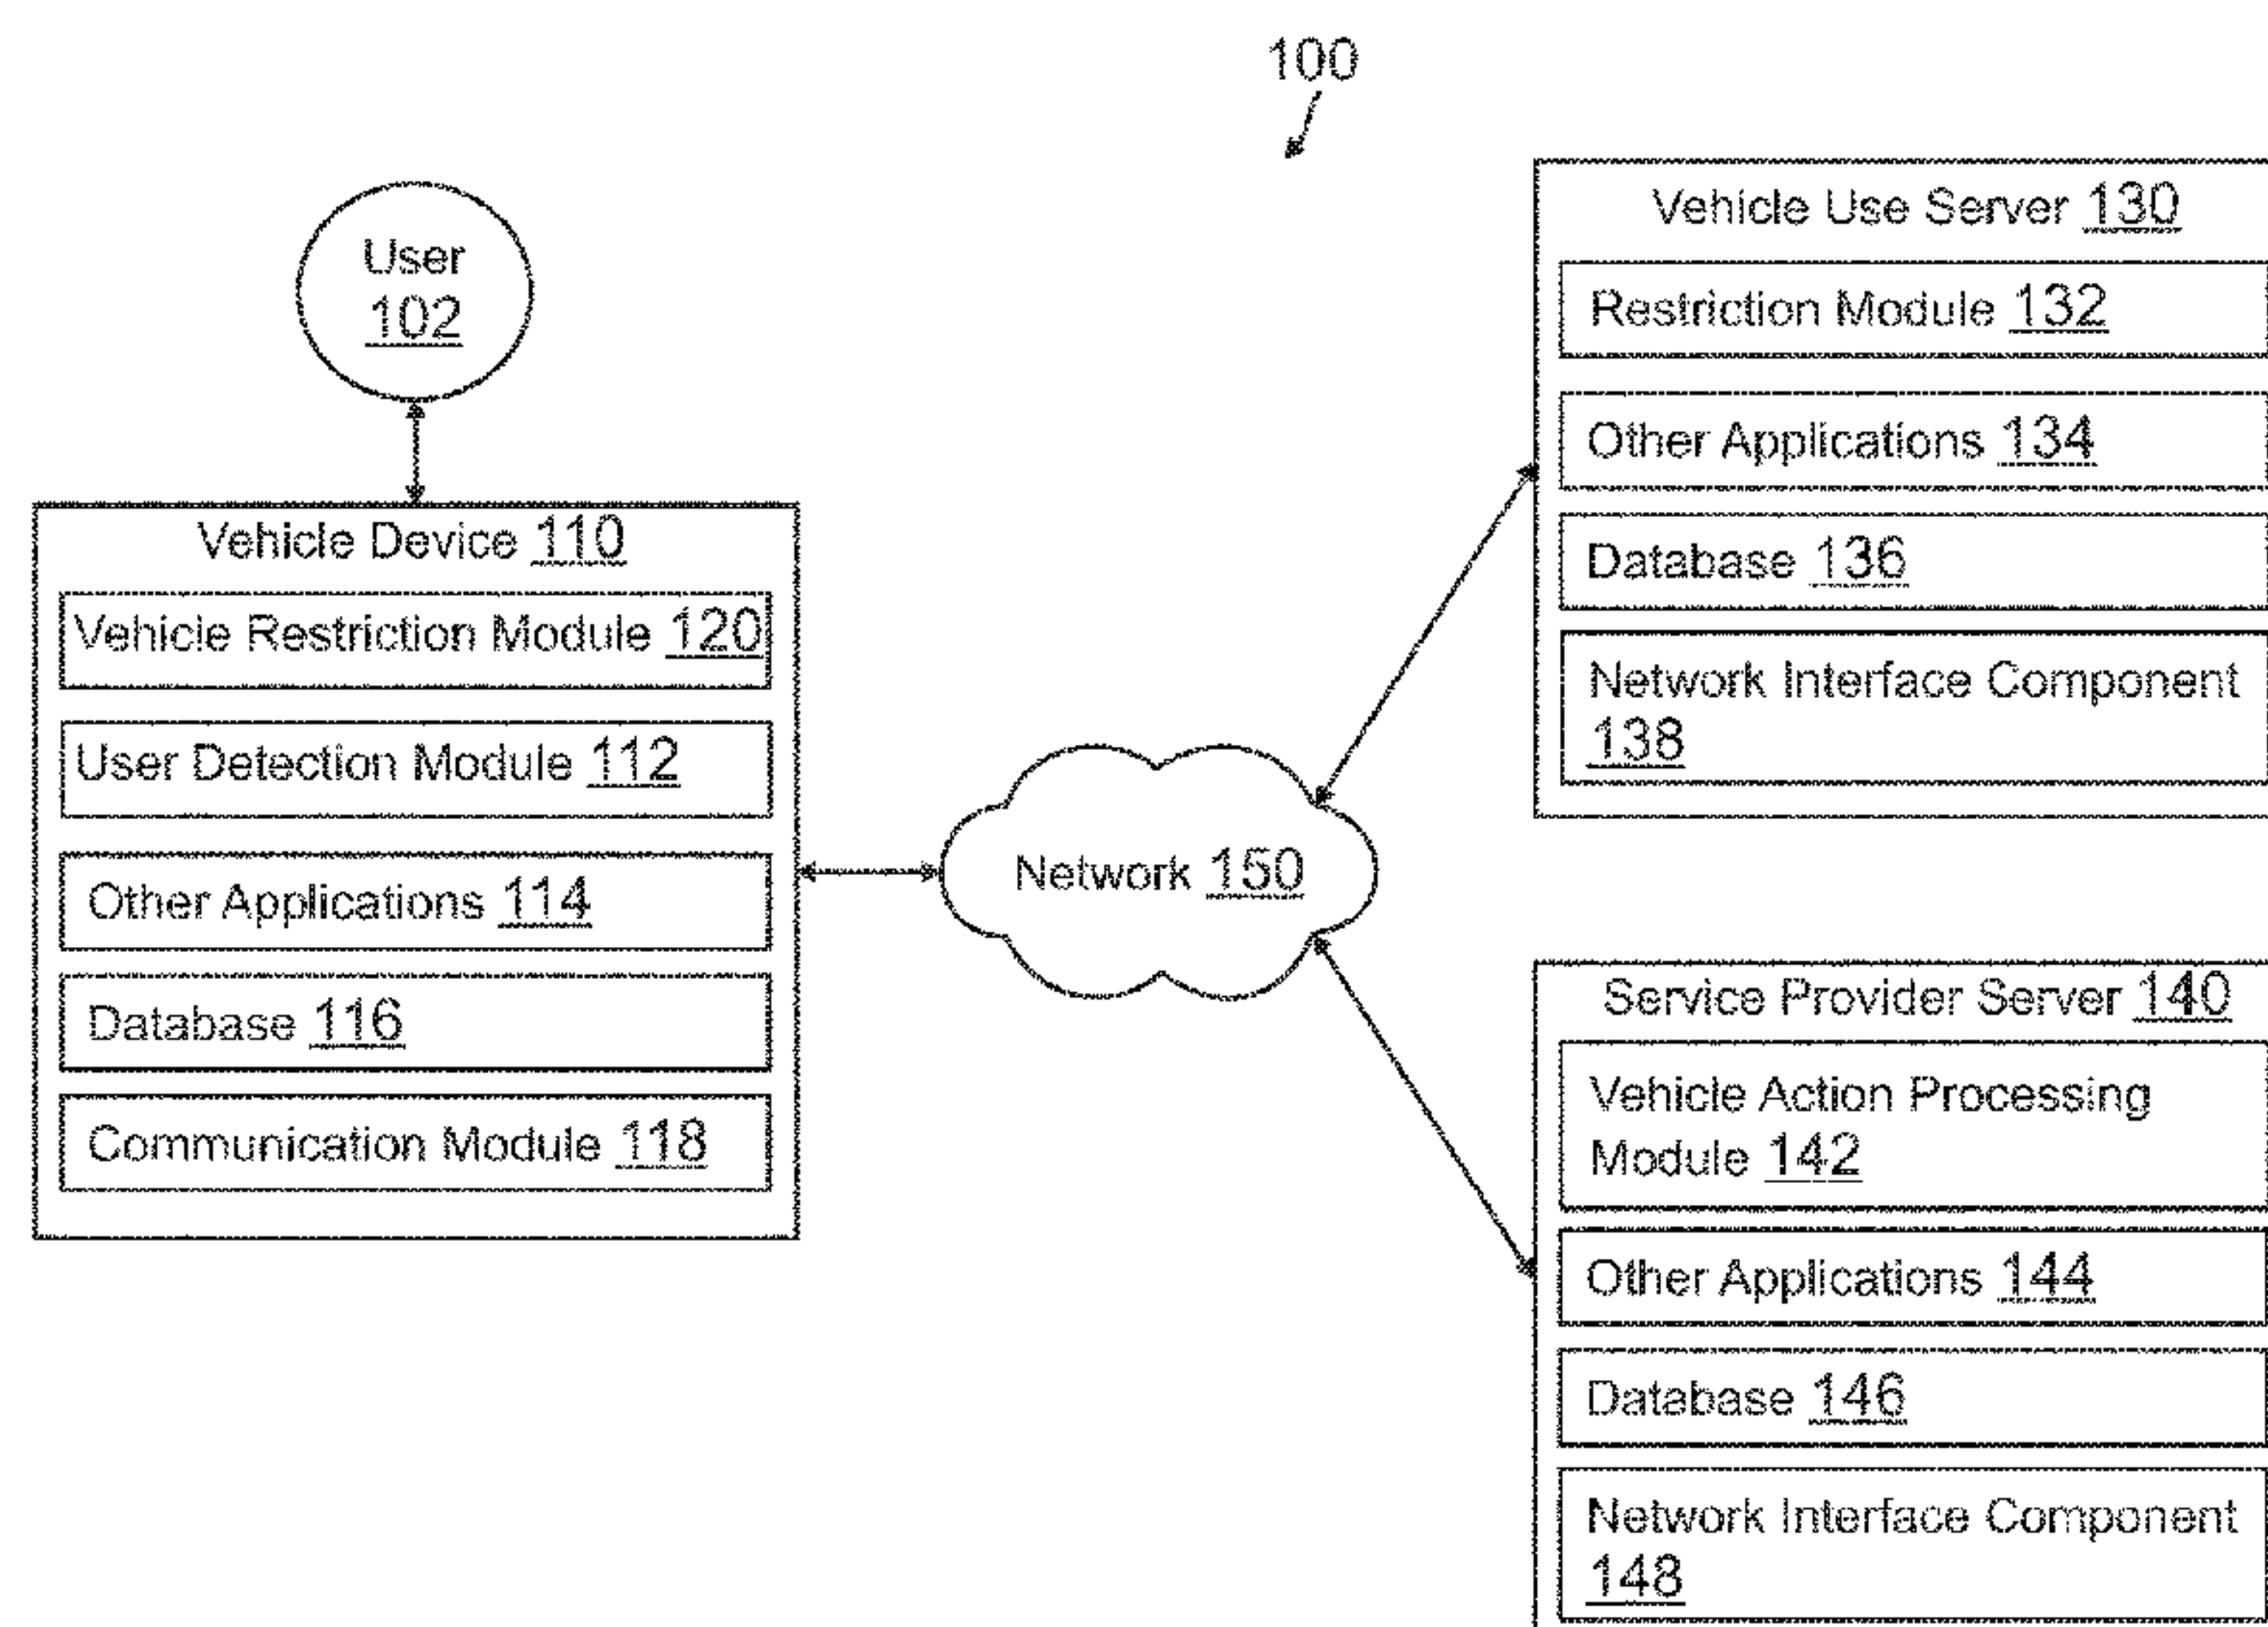 100
User
102
Vehicle Device 110
Vehicle Restriction Module 120
User Detection Module 112
Other Applications 114
Database 116
Communication Module 118
Network 150
Vehicle Use Server 130
Restriction Module 132
Other Applications 134
Database 136
Network Interface Component
138
Service Provider Server 140
Vehicle Action Processing
Module 142
Other Applications 144
Database 146
Network Interface Component
148